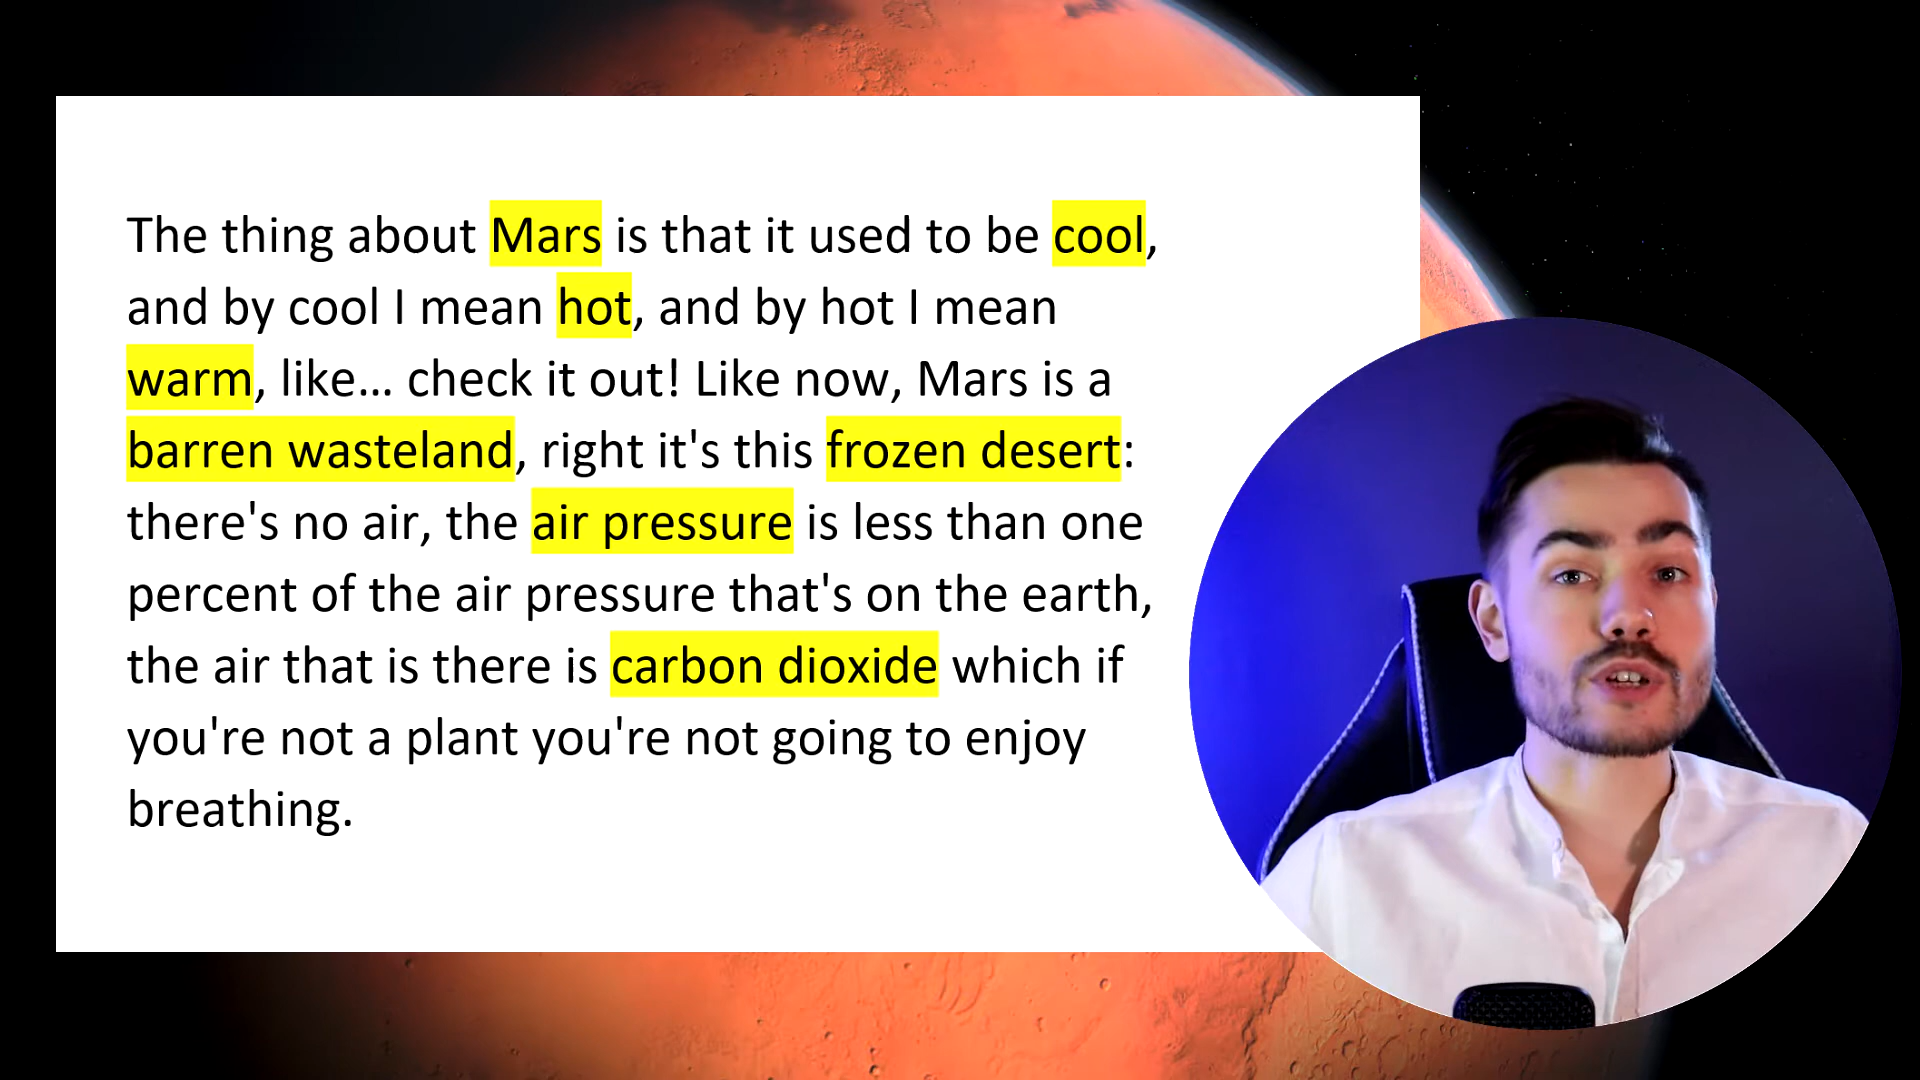 The thing about Mars is that it used to be cool,
and by cool I mean hot, and by hot I mean
warm, like... check it out! Like now, Mars is a
barren wasteland, right it's this frozen desert:
there's no air, the air pressure is less than one
percent of the air pressure that's on the earth,
the air that is there is carbon dioxide which if
you're not a plant you're not going to enjoy
breathing.